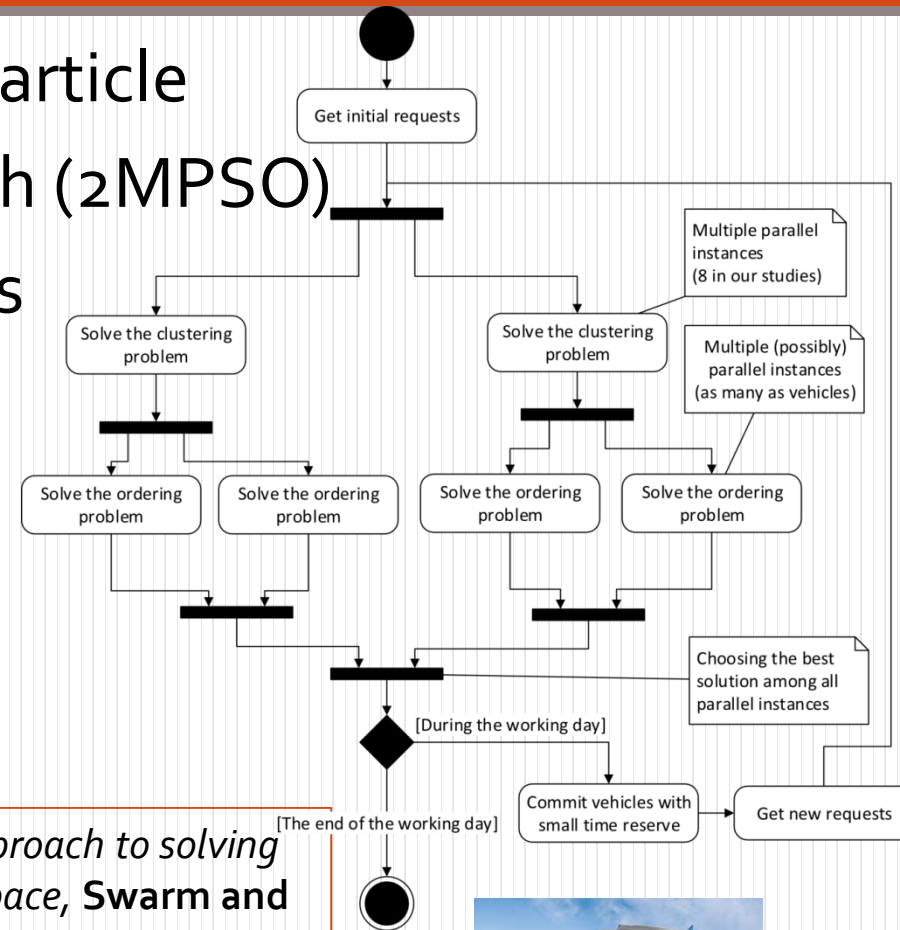 article
h (2MPSO)
s
Get initial requests
Multiple parallel
instances
(8 in our studies)
Solve the clustering
problem
Solve the clustering
problem
Multiple (possibly)
parallel instances
(as many as vehicles)
Solve the ordering
problem
Solve the ordering
problem
Solve the ordering
problem
Solve the ordering
problem
Choosing the best
solution among all
parallel instances
[During the working day]
Commit vehicles with
small time reserve
Get new requests
[The end of the working day]
proach to solving
pace, Swarm and